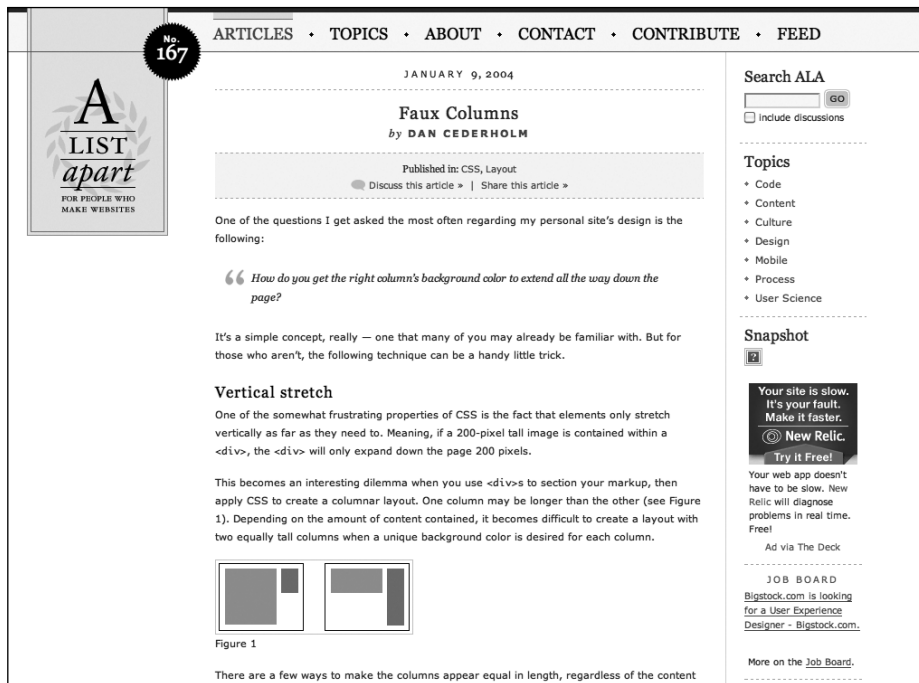 No.
167
ARTICLES • TOPICS • ABOUT • CONTACT • CONTRIBUTE • FEED
A
LIST
apart
FOR PEOPLE WHO
MAKE WEBSITES
JANUARY 9, 2004
Faux Columns
by DAN CEDERHOLM
Published in: CSS, Layout
Discuss this article » | Share this article »
One of the questions I get asked the most often regarding my personal site's design is the
following:
“ How do you get the right column's background color to extend all the way down the
page?
It's a simple concept, really — one that many of you may already be familiar with. But for
those who aren't, the following technique can be a handy little trick.
Vertical stretch
One of the somewhat frustrating properties of CSS is the fact that elements only stretch
vertically as far as they need to. Meaning, if a 200-pixel tall image is contained within a
<div>, the <div> will only expand down the page 200 pixels.
This becomes an interesting dilemma when you use <div>s to section your markup, then
apply CSS to create a columnar layout. One column may be longer than the other (see Figure
1). Depending on the amount of content contained, it becomes difficult to create a layout with
two equally tall columns when a unique background color is desired for each column.
Figure 1
There are a few ways to make the columns appear equal in length, regardless of the content
Search ALA
GO
include discussions
Topics
Code
Content
Culture
Design
Mobile
Process
User Science
Snapshot
?
Your site is slow.
It's your fault.
Make it faster.
New Relic.
Try it Free!
Your web app doesn't
have to be slow. New
Relic will diagnose
problems in real time.
Free!
Ad via The Deck
JOB BOARD
Bigstock.com is looking
for a User Experience
Designer - Bigstock.com.
More on the Job Board.